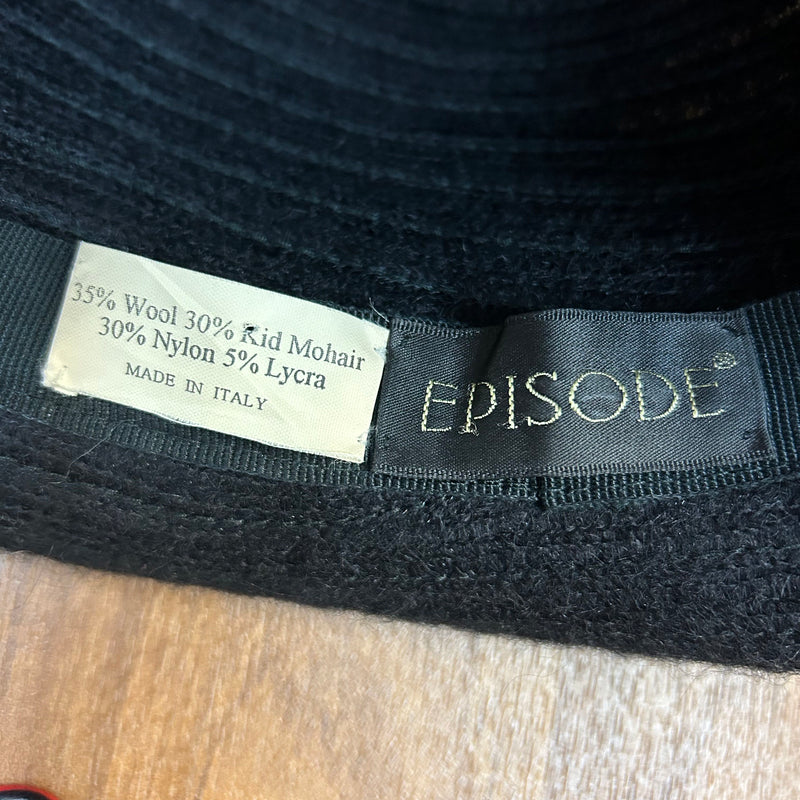 35% Wool 30% Kid Mohair
30% Nylon 5% Lycra
MADE IN ITALY
EPISODE®